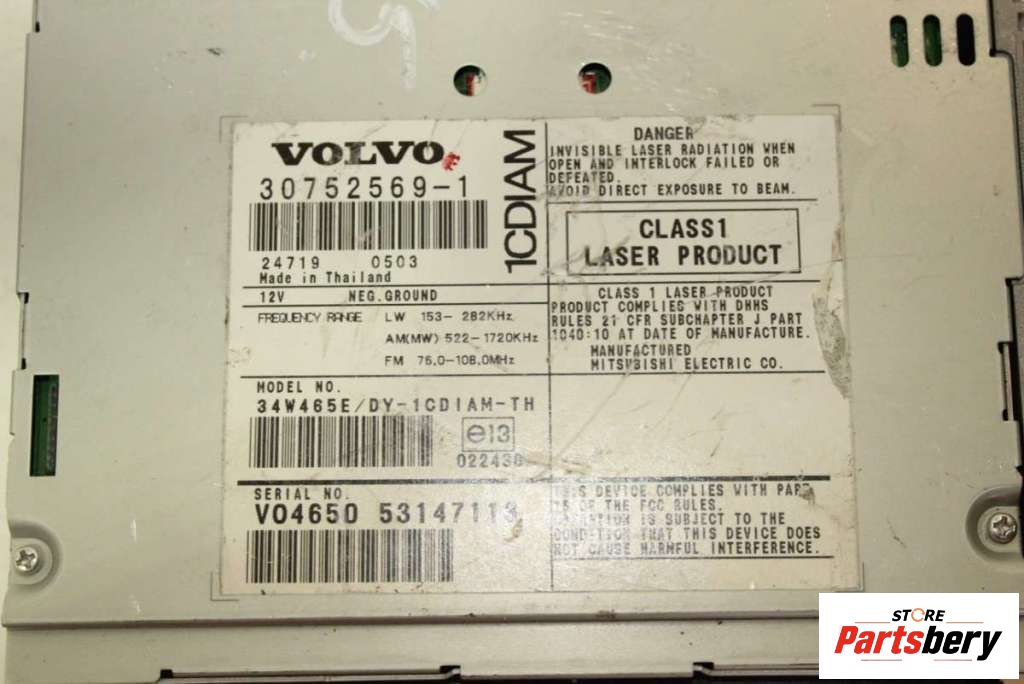 VOLVO
30752569-1
1CDIAM
24719 0503
Made in Thailand
12V NEG.GROUND
FREQUENCY RANGE LW 153-282KHz
AM(MW) 522-1720KHz
FM 76.0-108.0MHz
MODEL NO.
34W465E/DY-1CDIAM-TH
e13
022430
SERIAL NO.
VO4650 53147113
DANGER
INVISIBLE LASER RADIATION WHEN
OPEN AND INTERLOCK FAILED OR
DEFEATED.
AVOID DIRECT EXPOSURE TO BEAM.
CLASS1
LASER PRODUCT
CLASS 1 LASER PRODUCT
PRODUCT COMPLIES WITH DHHS
RULES 21 CFR SUBCHAPTER J PART
1040:10 AT DATE OF MANUFACTURE.
MANUFACTURED
MITSUBISHI ELECTRIC CO.
THIS DEVICE COMPLIES WITH PART
15 OF THE FCC RULES.
OPERATION IS SUBJECT TO THE
CONDITION THAT THIS DEVICE DOES
NOT CAUSE HARMFUL INTERFERENCE.
STORE
Partsbery